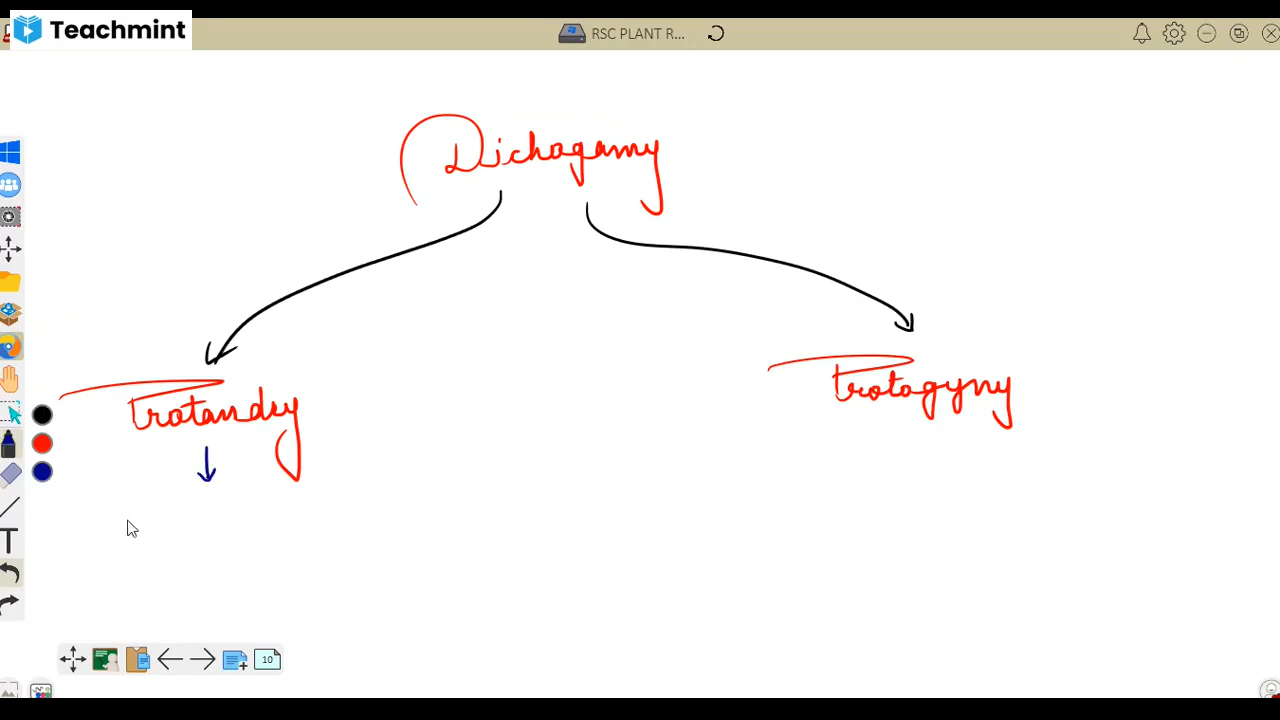 Teachmint
RSC PLANT R...
Dichogamy
Protandry
Protogyny
T
10